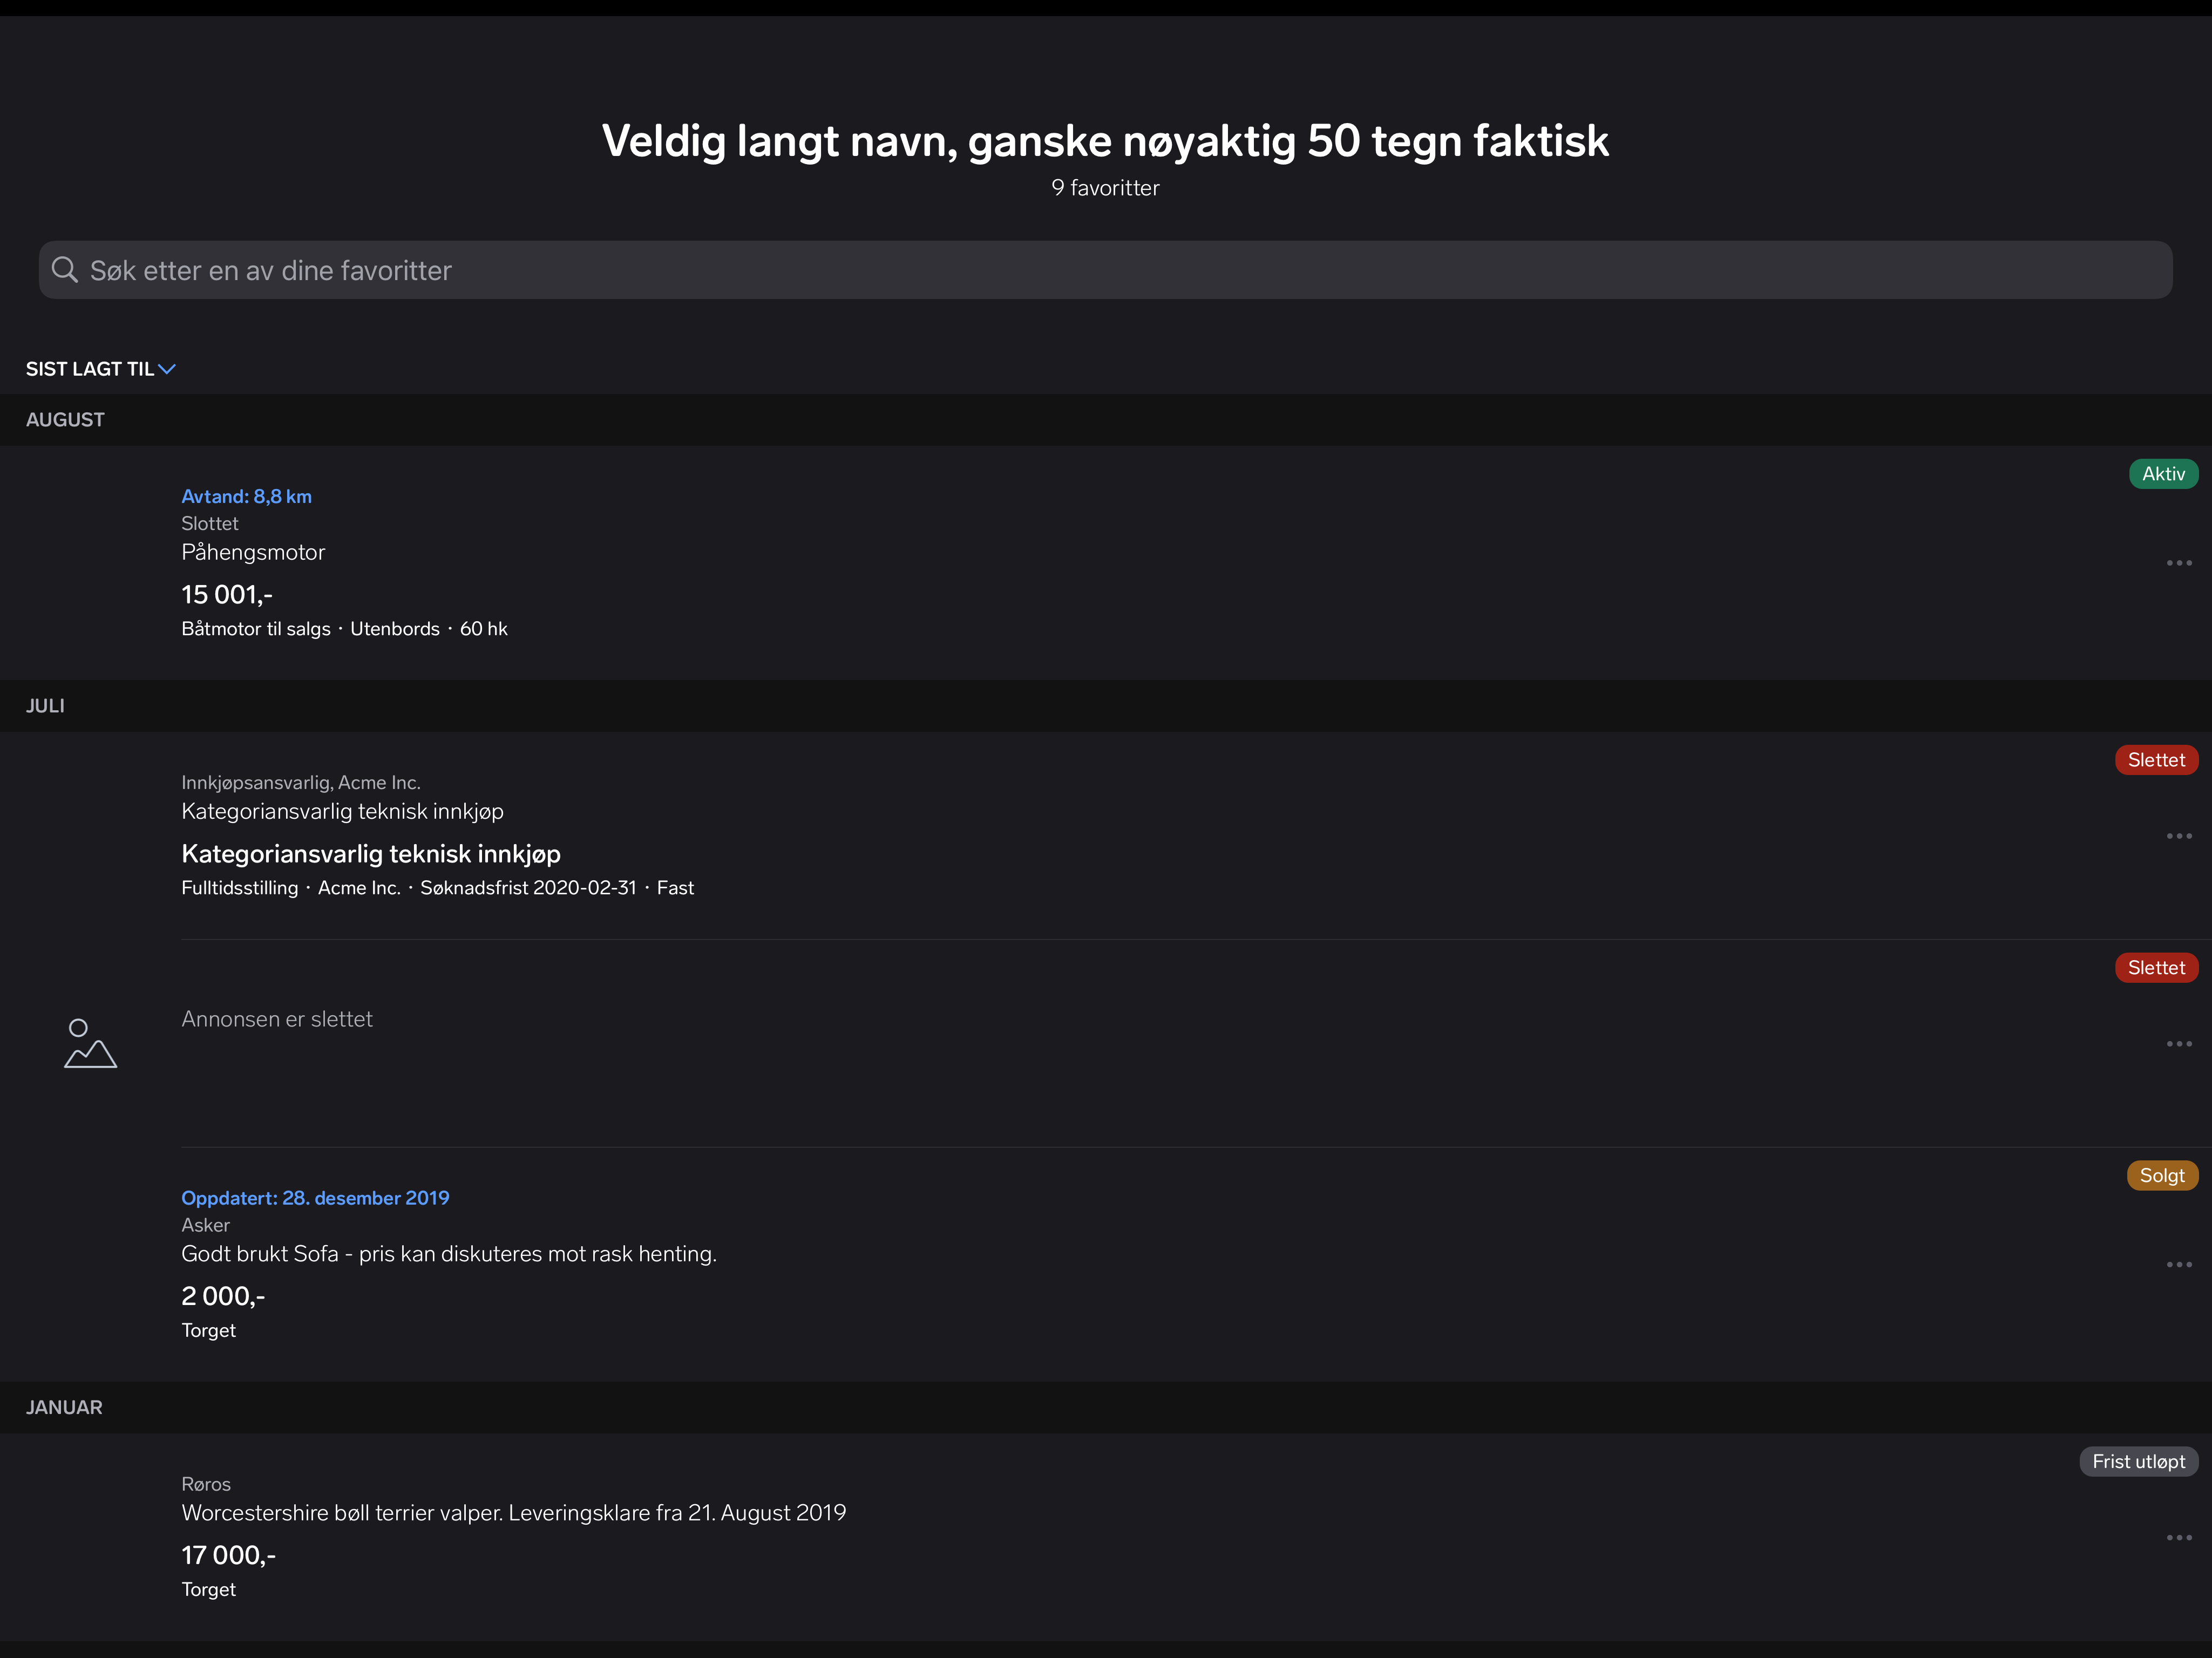 Veldig langt navn, ganske nøyaktig 50 tegn faktisk
9 favoritter
Søk etter en av dine favoritter
SIST LAGT TIL
AUGUST
Aktiv
Avtand: 8,8 km
Slottet
Påhengsmotor
15 001,-
Båtmotor til salgs · Utenbords · 60 hk
JULI
Slettet
Innkjøpsansvarlig, Acme Inc.
Kategoriansvarlig teknisk innkjøp
Kategoriansvarlig teknisk innkjøp
Fulltidsstilling · Acme Inc. · Søknadsfrist 2020-02-31 · Fast
Slettet
Annonsen er slettet
Solgt
Oppdatert: 28. desember 2019
Asker
Godt brukt Sofa - pris kan diskuteres mot rask henting.
2 000,-
Torget
JANUAR
Frist utløpt
Røros
Worcestershire bøll terrier valper. Leveringsklare fra 21. August 2019
17 000,-
Torget